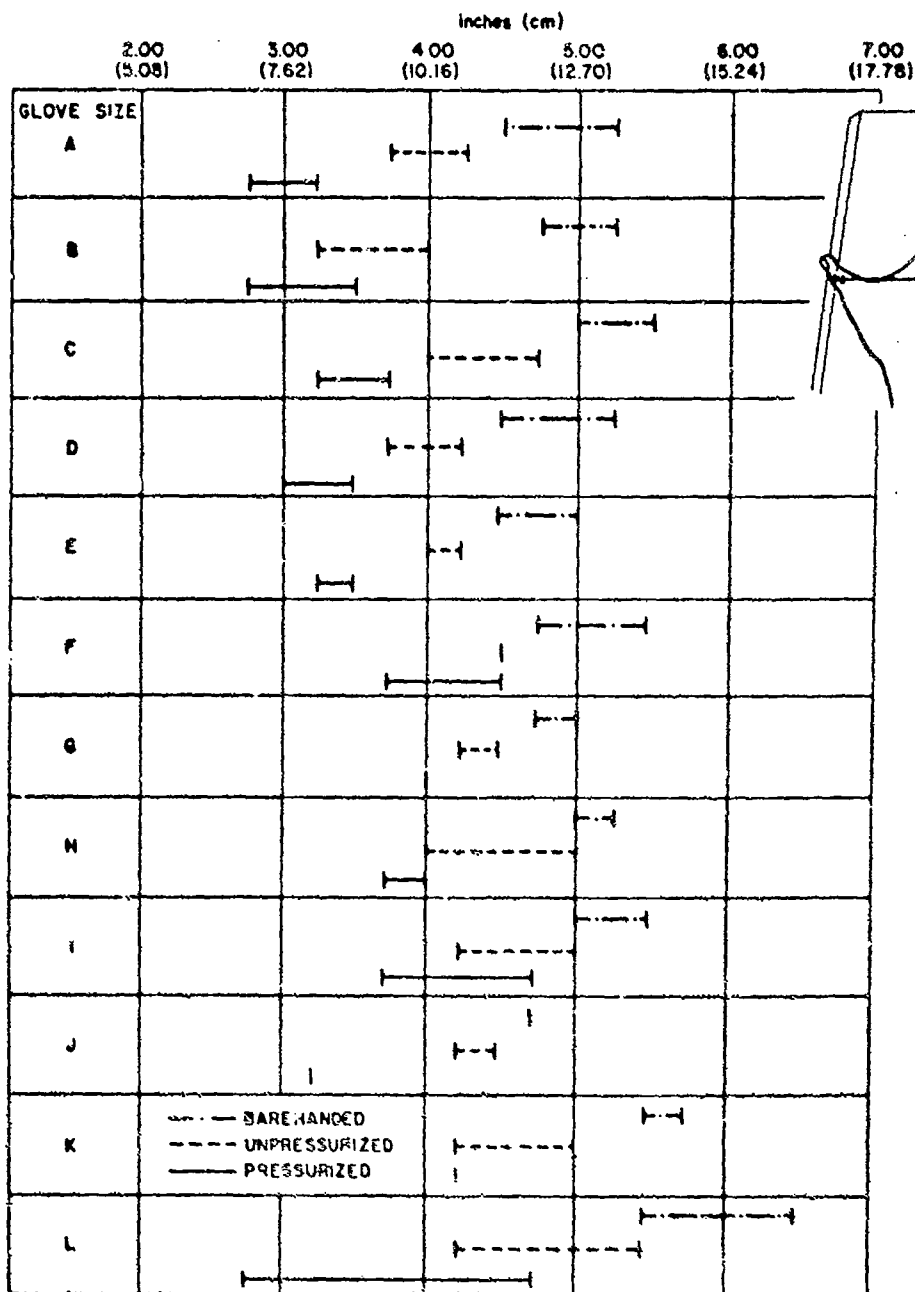 inches (cm)
2.00 3.00 4.00 5.00 6.00 7.00
(5.08) (7.62) (10.16) (12.70) (15.24) (17.78)
GLOVE SIZE
A
B
C
D
E
F
G
H
I
J
K
BAREHANDED
UNPRESSURIZED
PRESSURIZED
L